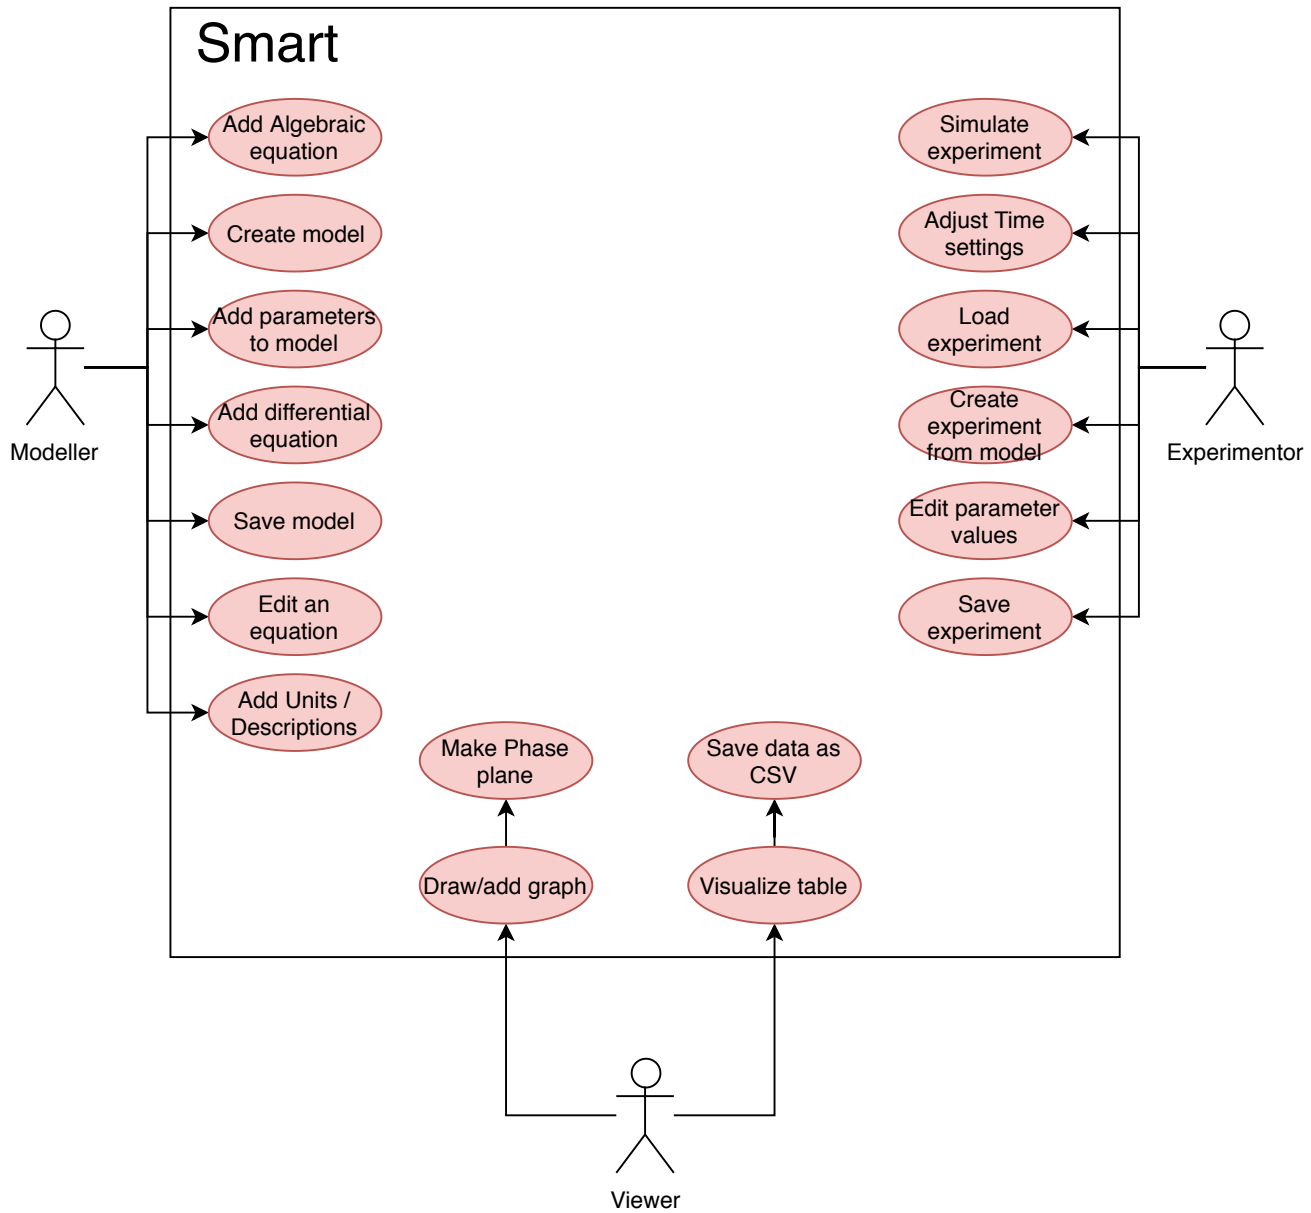 Smart
Add Algebraic
equation
Create model
Add parameters
to model
Add differential
equation
Save model
Edit an
equation
Add Units /
Descriptions
Modeller
Simulate
experiment
Adjust Time
settings
Load
experiment
Create
experiment
from model
Edit parameter
values
Save
experiment
Experimentor
Make Phase
plane
Save data as
CSV
Draw/add graph
Visualize table
Viewer